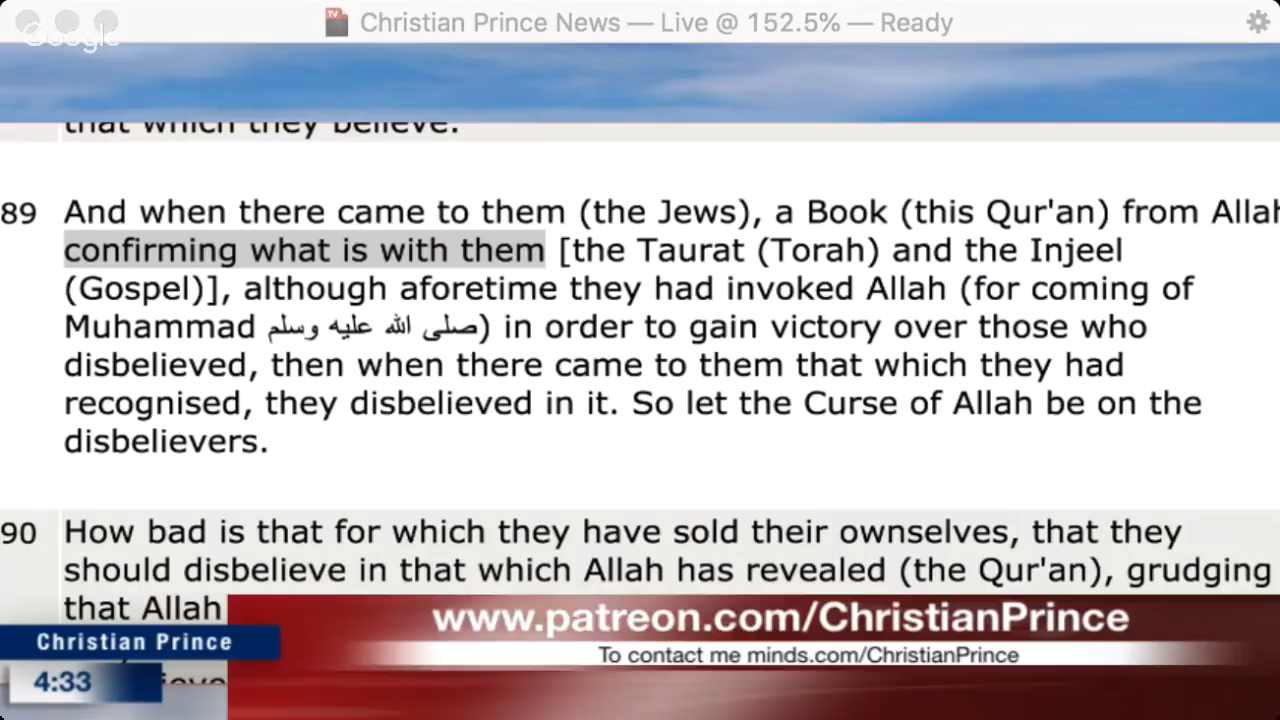 Christian Prince News — Live @ 152.5% — Ready
Google
that which they believe.
89 And when there came to them (the Jews), a Book (this Qur'an) from Allah
confirming what is with them [the Taurat (Torah) and the Injeel
(Gospel)], although aforetime they had invoked Allah (for coming of
Muhammad صلى الله عليه وسلم) in order to gain victory over those who
disbelieved, then when there came to them that which they had
recognised, they disbelieved in it. So let the Curse of Allah be on the
disbelievers.
90 How bad is that for which they have sold their ownselves, that they
should disbelieve in that which Allah has revealed (the Qur'an), grudging
that Allah
www.patreon.com/ChristianPrince
Christian Prince
To contact me minds.com/ChristianPrince
4:33